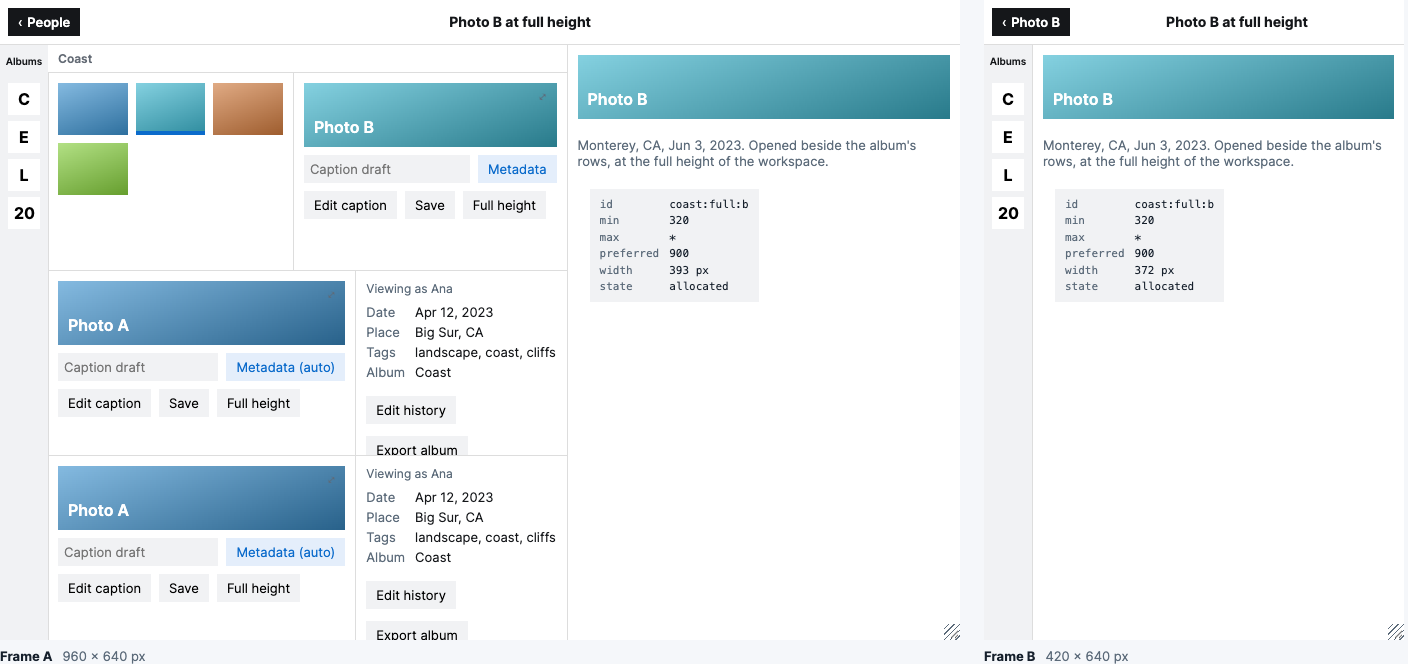 ‹ People
Photo B at full height
Albums
C
E
L
20
Coast
Photo B
Caption draft
Metadata
Edit caption
Save
Full height
Photo A
Caption draft
Metadata (auto)
Edit caption
Save
Full height
Viewing as Ana
Date Apr 12, 2023
Place Big Sur, CA
Tags landscape, coast, cliffs
Album Coast
Edit history
Export album
Photo A
Caption draft
Metadata (auto)
Edit caption
Save
Full height
Viewing as Ana
Date Apr 12, 2023
Place Big Sur, CA
Tags landscape, coast, cliffs
Album Coast
Edit history
Export album
Photo B
Monterey, CA, Jun 3, 2023. Opened beside the album's
rows, at the full height of the workspace.
id coast:full:b
min 320
max *
preferred 900
width 393 px
state allocated
Frame A 960 × 640 px
‹ Photo B
Photo B at full height
Albums
C
E
L
20
Photo B
Monterey, CA, Jun 3, 2023. Opened beside the album's
rows, at the full height of the workspace.
id coast:full:b
min 320
max *
preferred 900
width 372 px
state allocated
Frame B 420 × 640 px